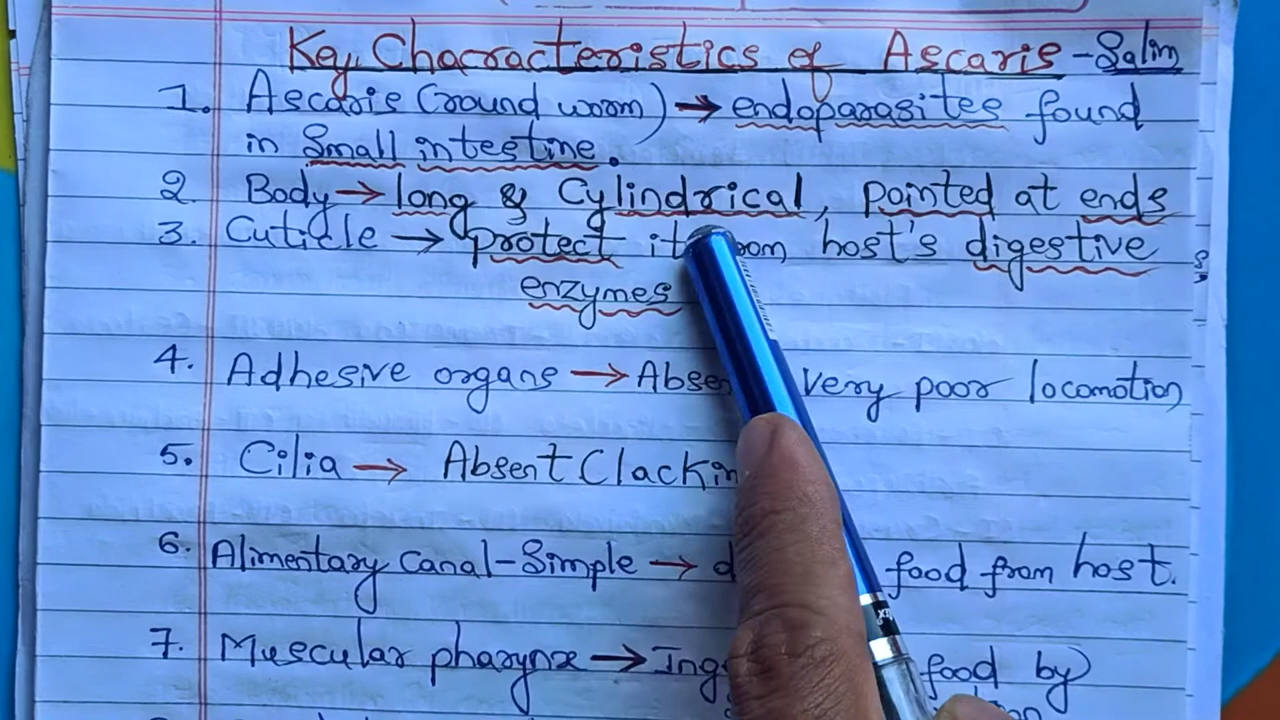 Key Characteristics of Ascaris - Salim
1. Ascaris (round worm) → endoparasites found
in Small intestine.
2. Body → long & Cylindrical, pointed at ends
3. Cuticle → protect it host's digestive
enzymes
4. Adhesive organs → very poor locomotion
5. Cilia → Absent
6. Alimentary Canal - Simple → food from host.
7. Muscular pharynx → food by